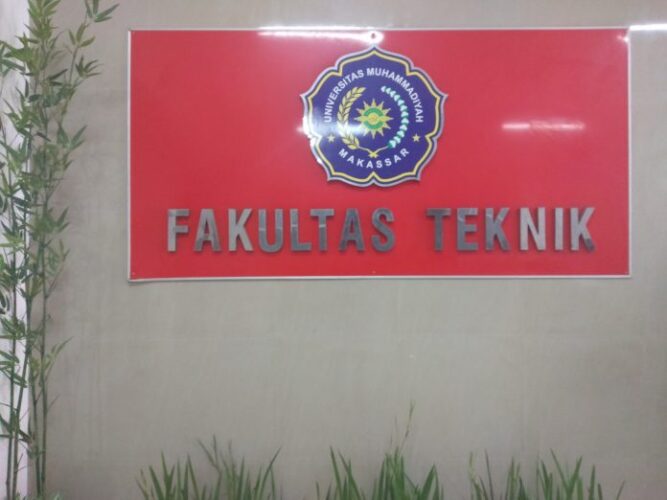 UNIVERSITAS MUHAMMADIYAH
MAKASSAR
FAKULTAS TEKNIK